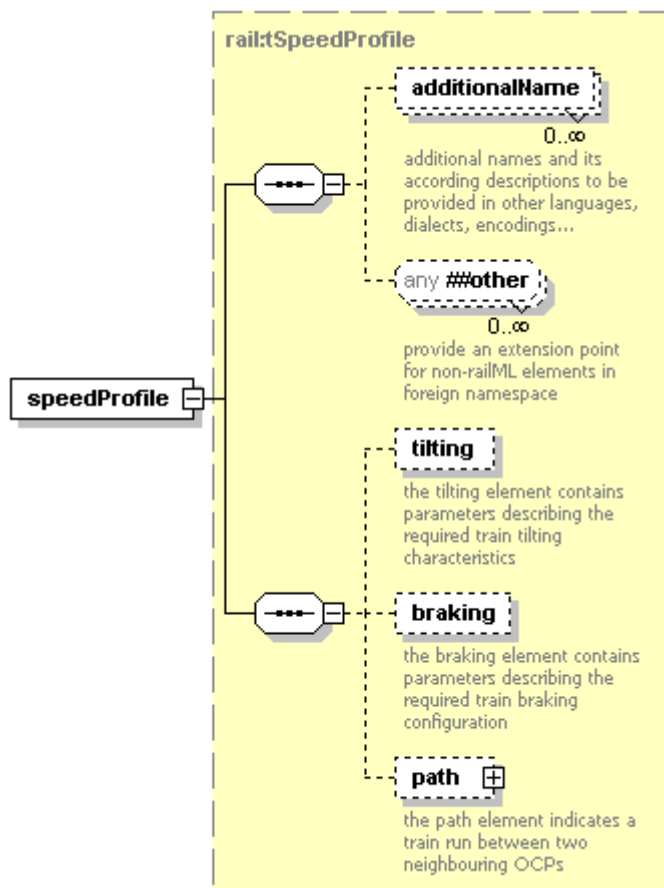 rail:tSpeedProfile
additionalName
0..∞
additional names and its
according descriptions to be
provided in other languages,
dialects, encodings...
any ##other
0..∞
provide an extension point
for non-railML elements in
foreign namespace
speedProfile
tilting
the tilting element contains
parameters describing the
required train tilting
characteristics
braking
the braking element contains
parameters describing the
required train braking
configuration
path
the path element indicates a
train run between two
neighbouring OCPs